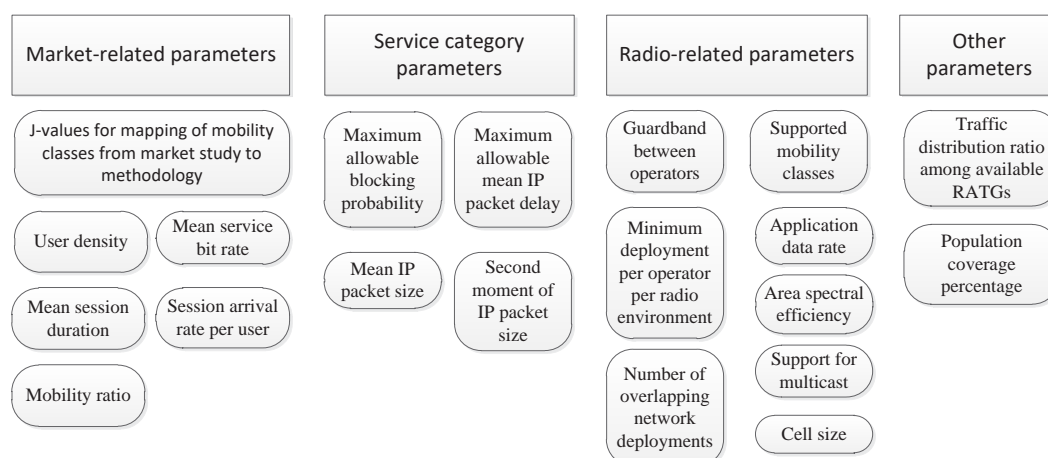 Market-related parameters
J-values for mapping of mobility
classes from market study to
methodology
User density
Mean service
bit rate
Mean session
duration
Session arrival
rate per user
Mobility ratio
Service category
parameters
Maximum
allowable
blocking
probability
Maximum
allowable
mean IP
packet delay
Mean IP
packet size
Second
moment of
IP packet
size
Radio-related parameters
Guardband
between
operators
Supported
mobility
classes
Minimum
deployment
per operator
per radio
environment
Application
data rate
Area spectral
efficiency
Number of
overlapping
network
deployments
Support for
multicast
Cell size
Other
parameters
Traffic
distribution ratio
among available
RATGs
Population
coverage
percentage